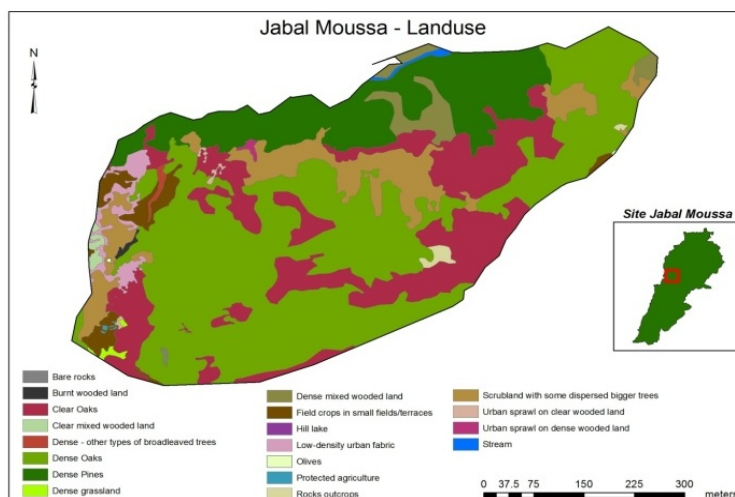 Jabal Moussa - Landuse
N
Site Jabal Moussa
Bare rocks
Burnt wooded land
Clear Oaks
Clear mixed wooded land
Dense - other types of broadleaved trees
Dense Oaks
Dense Pines
Dense grassland
Dense mixed wooded land
Field crops in small fields/terraces
Hill lake
Low-density urban fabric
Olives
Protected agriculture
Rocks outcrops
Scrubland with some dispersed bigger trees
Urban sprawl on clear wooded land
Urban sprawl on dense wooded land
Stream
0 37.5 75 150 225 300